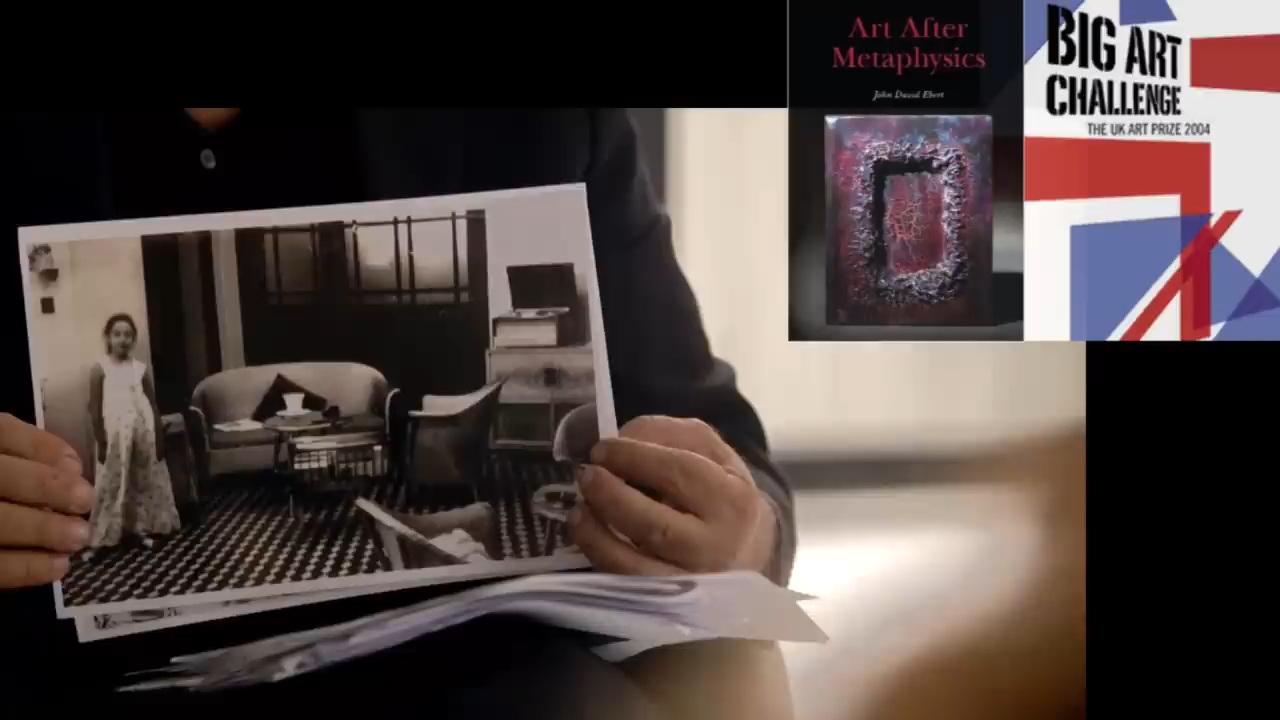 Art After
Metaphysics
John David Ebert
BIG ART
CHALLENGE
THE UK ART PRIZE 2004